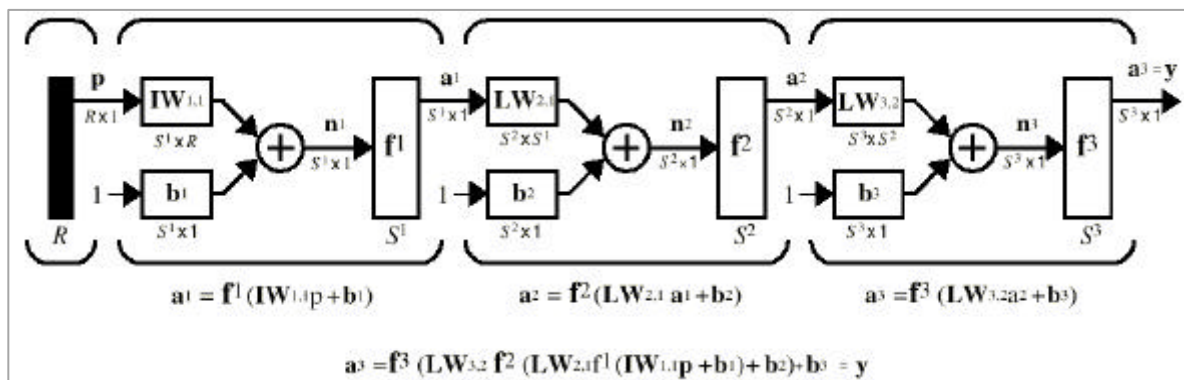 p
R×1
IW1,1
S¹×R
1
b1
S¹×1
n1
S¹×1
f¹
a1
S¹×1
LW2,1
S²×S¹
1
b2
S²×1
n2
S²×1
f²
a2
S²×1
LW3,2
S³×S²
1
b3
S³×1
n3
S³×1
f³
a3 = y
S³×1
R
S¹
S²
S³
a1 = f¹ (IW1,1p + b1)
a2 = f² (LW2,1 a1 + b2)
a3 = f³ (LW3,2a2 + b3)
a3 = f³ (LW3,2 f² (LW2,1f¹ (IW1,1p + b1) + b2)+b3 = y